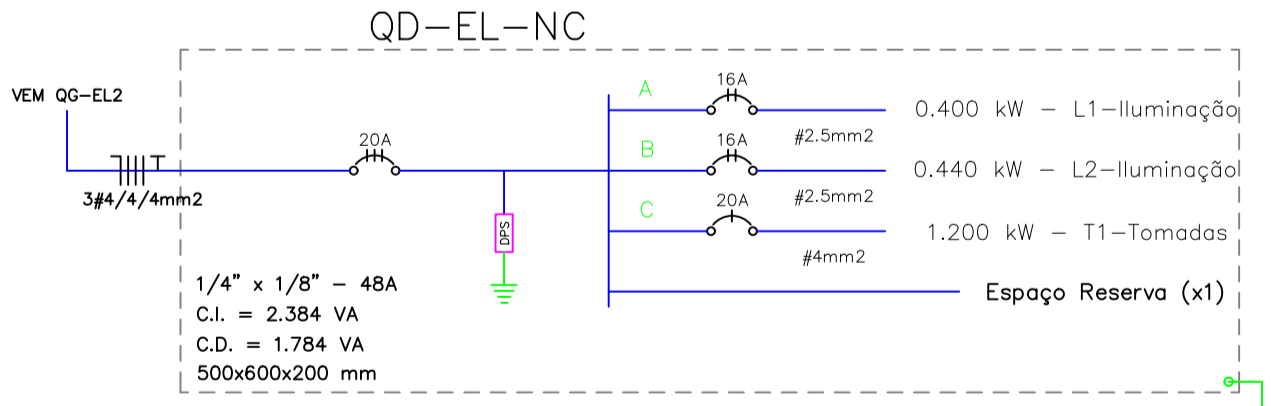 QD-EL-NC
VEM QG-EL2
3#4/4/4mm2
20A
DPS
A
16A
#2.5mm2
0.400 kW - L1-Iluminação
B
16A
#2.5mm2
0.440 kW - L2-Iluminação
C
20A
#4mm2
1.200 kW - T1-Tomadas
Espaço Reserva (x1)
1/4" x 1/8" - 48A
C.I. = 2.384 VA
C.D. = 1.784 VA
500x600x200 mm